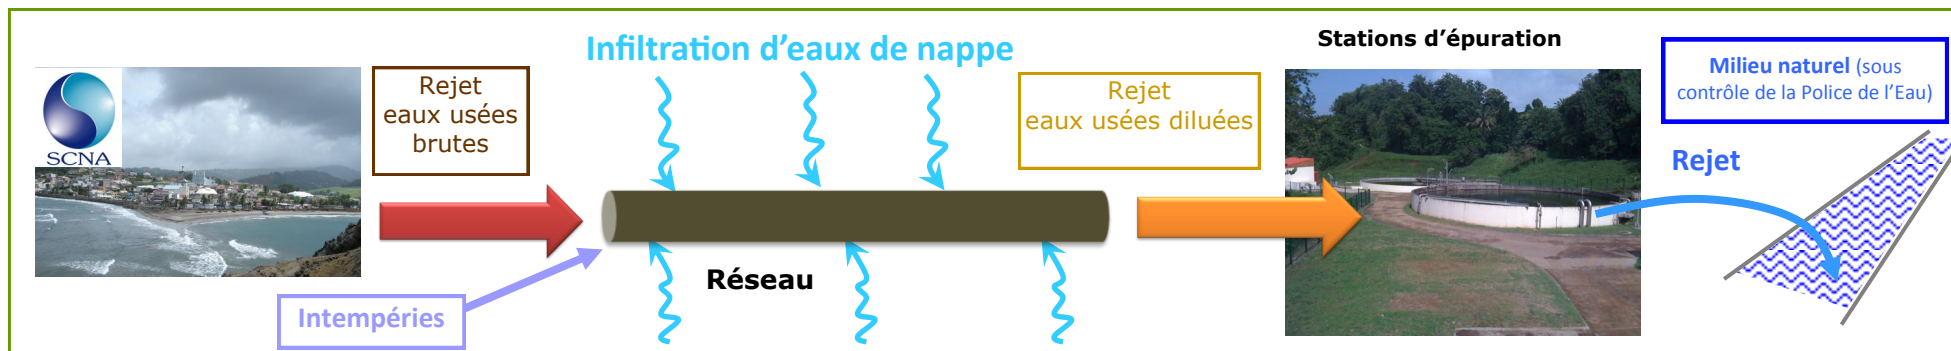 SCNA
Rejet
eaux usées
brutes
Intempéries
Infiltration d’eaux de nappe
Réseau
Rejet
eaux usées diluées
Stations d’épuration
Milieu naturel (sous
contrôle de la Police de l’Eau)
Rejet